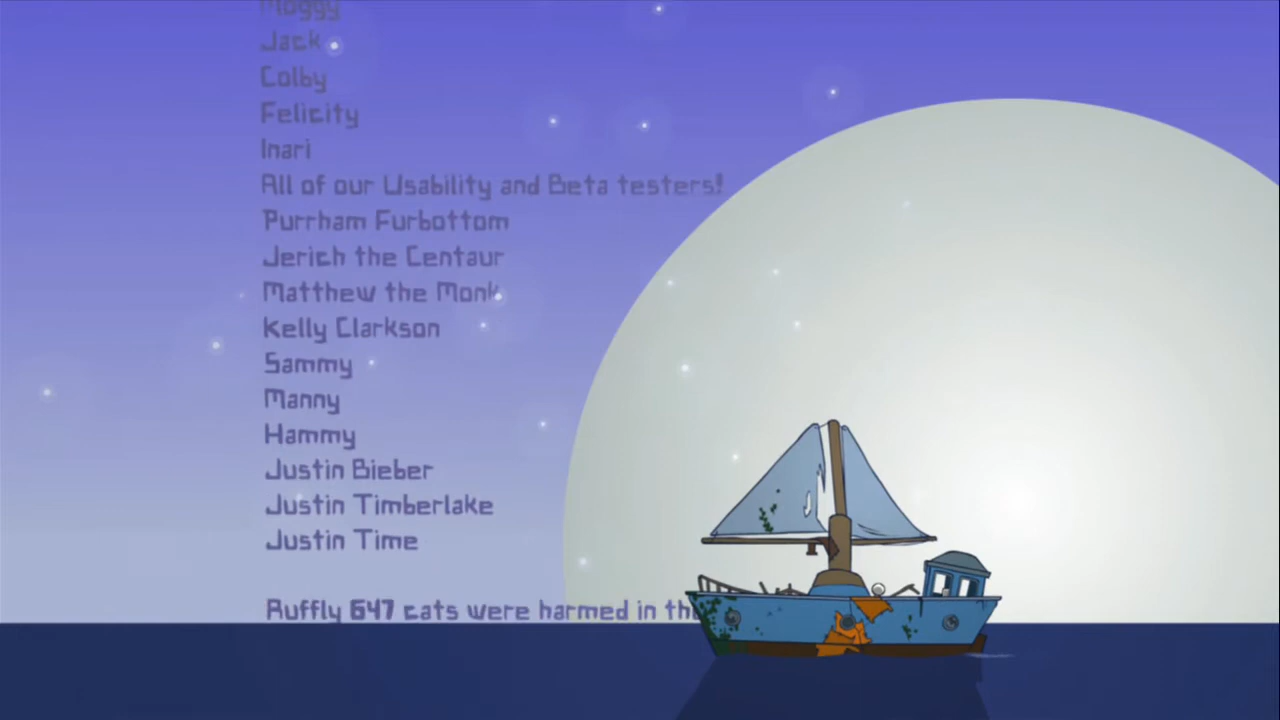 Moggy
Jack
Colby
Felicity
Inari
All of our Usability and Beta testers!
Purrham Furbottom
Jerich the Centaur
Matthew the Monk
Kelly Clarkson
Sammy
Manny
Hammy
Justin Bieber
Justin Timberlake
Justin Time
Ruffly 647 cats were harmed in